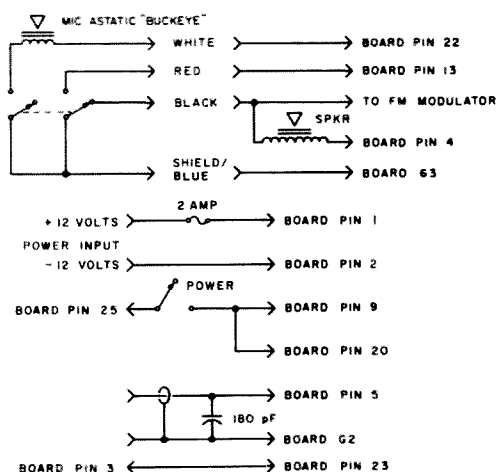 MIC ASTATIC "BUCKEYE"
WHITE BOARD PIN 22
RED BOARD PIN 13
BLACK TO FM MODULATOR
SPKR
BOARD PIN 4
SHIELD/
BLUE BOARD 63
2 AMP
+12 VOLTS BOARD PIN 1
POWER INPUT
-12 VOLTS BOARD PIN 2
POWER
BOARD PIN 25 BOARD PIN 9
BOARD PIN 20
BOARD PIN 5
180 pF
BOARD G2
BOARD PIN 3 BOARD PIN 23